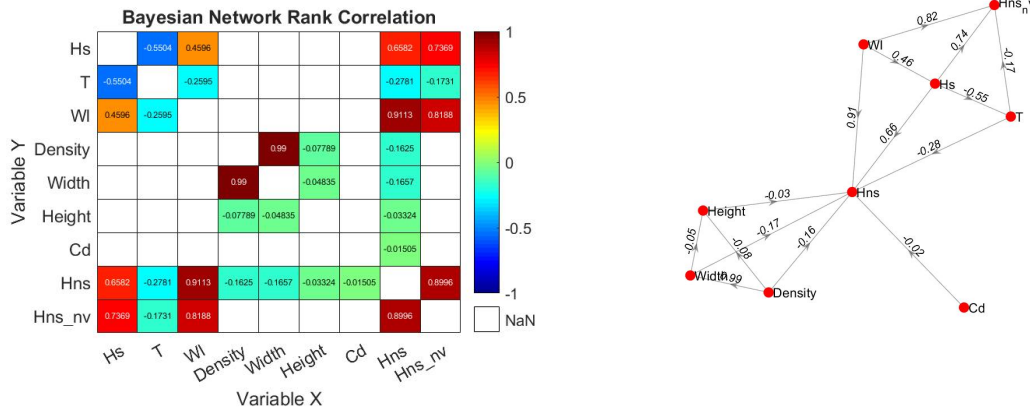 Bayesian Network Rank Correlation
Hs -0.5504 0.4596 0.6582 0.7369
T -0.5504 -0.2595 -0.2781 -0.1731
Wl 0.4596 -0.2595 0.9113 0.8188
Density 0.99 -0.07789 -0.1625
Width 0.99 -0.04835 -0.1657
Height -0.07789 -0.04835 -0.03324
Cd -0.01505
Hns 0.6582 -0.2781 0.9113 -0.1625 -0.1657 -0.03324 -0.01505 0.8996
Hns_nv 0.7369 -0.1731 0.8188 0.8996
Variable Y
Hs T Wl Density Width Height Cd Hns Hns_nv
Variable X
1
0.5
0
-0.5
-1
NaN
0.82
Wl
0.46
0.74
Hs
-0.17
-0.55
T
0.91
0.66
-0.28
Hns
-0.03
Height
-0.17
-0.16
-0.05
-0.08
-0.02
Width
0.99
Density
Cd